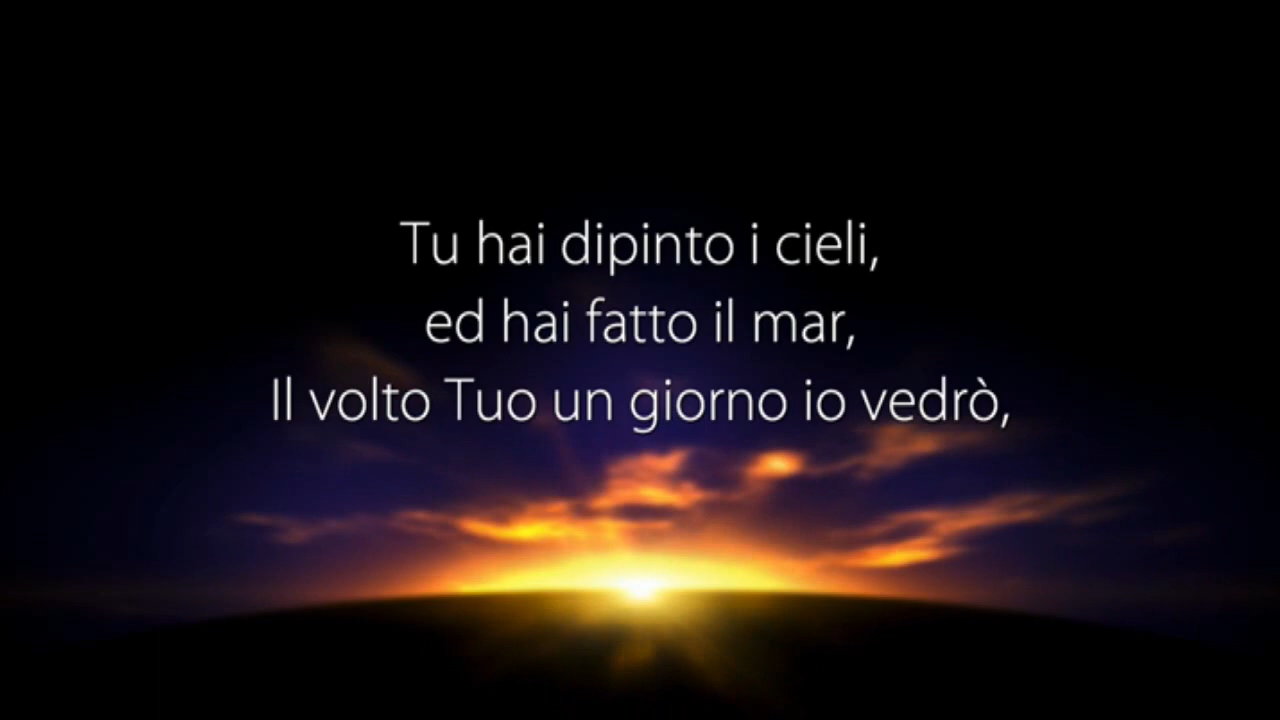 Tu hai dipinto i cieli,
ed hai fatto il mar,
Il volto Tuo un giorno io vedrò,